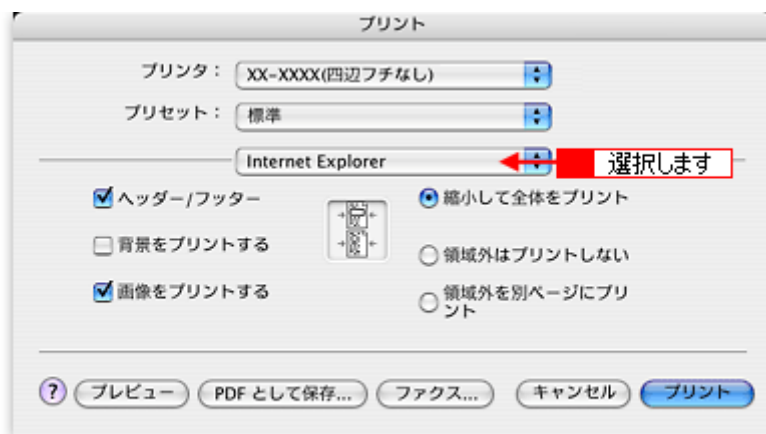 プリント
プリンタ： XX-XXXX(四辺フチなし)
プリセット： 標準
Internet Explorer 選択します
ヘッダー/フッター 縮小して全体をプリント
背景をプリントする 領域外はプリントしない
画像をプリントする 領域外を別ページにプリ
ント
? プレビュー PDF として保存... ファクス... キャンセル プリント